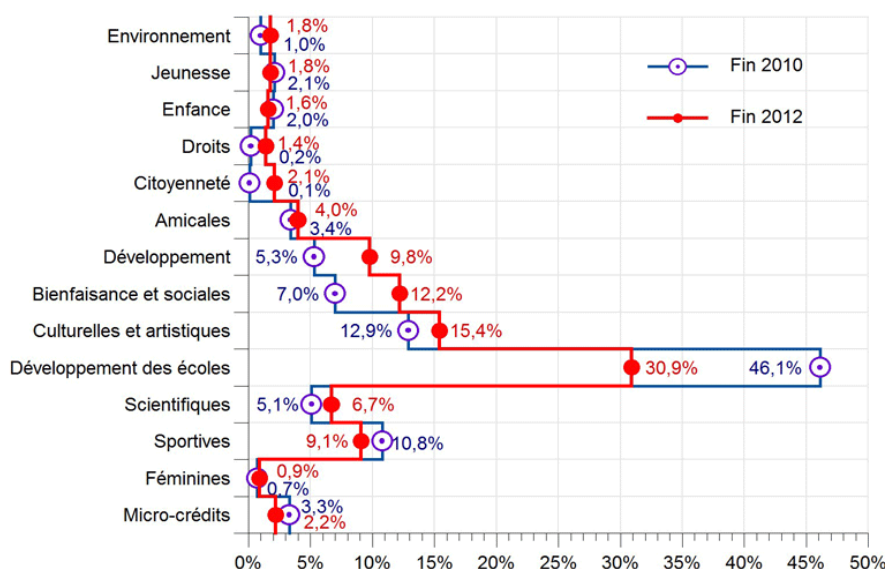 Environnement
1,8%
1,0%
Jeunesse
1,8%
2,1%
Enfance
1,6%
2,0%
Droits
1,4%
0,2%
Citoyenneté
2,1%
0,1%
Amicales
4,0%
3,4%
Développement
5,3%
9,8%
Bienfaisance et sociales
7,0%
12,2%
Culturelles et artistiques
12,9%
15,4%
Développement des écoles
30,9%
46,1%
Scientifiques
5,1%
6,7%
Sportives
9,1%
10,8%
Féminines
0,9%
0,7%
Micro-crédits
3,3%
2,2%
Fin 2010
Fin 2012
0% 5% 10% 15% 20% 25% 30% 35% 40% 45% 50%